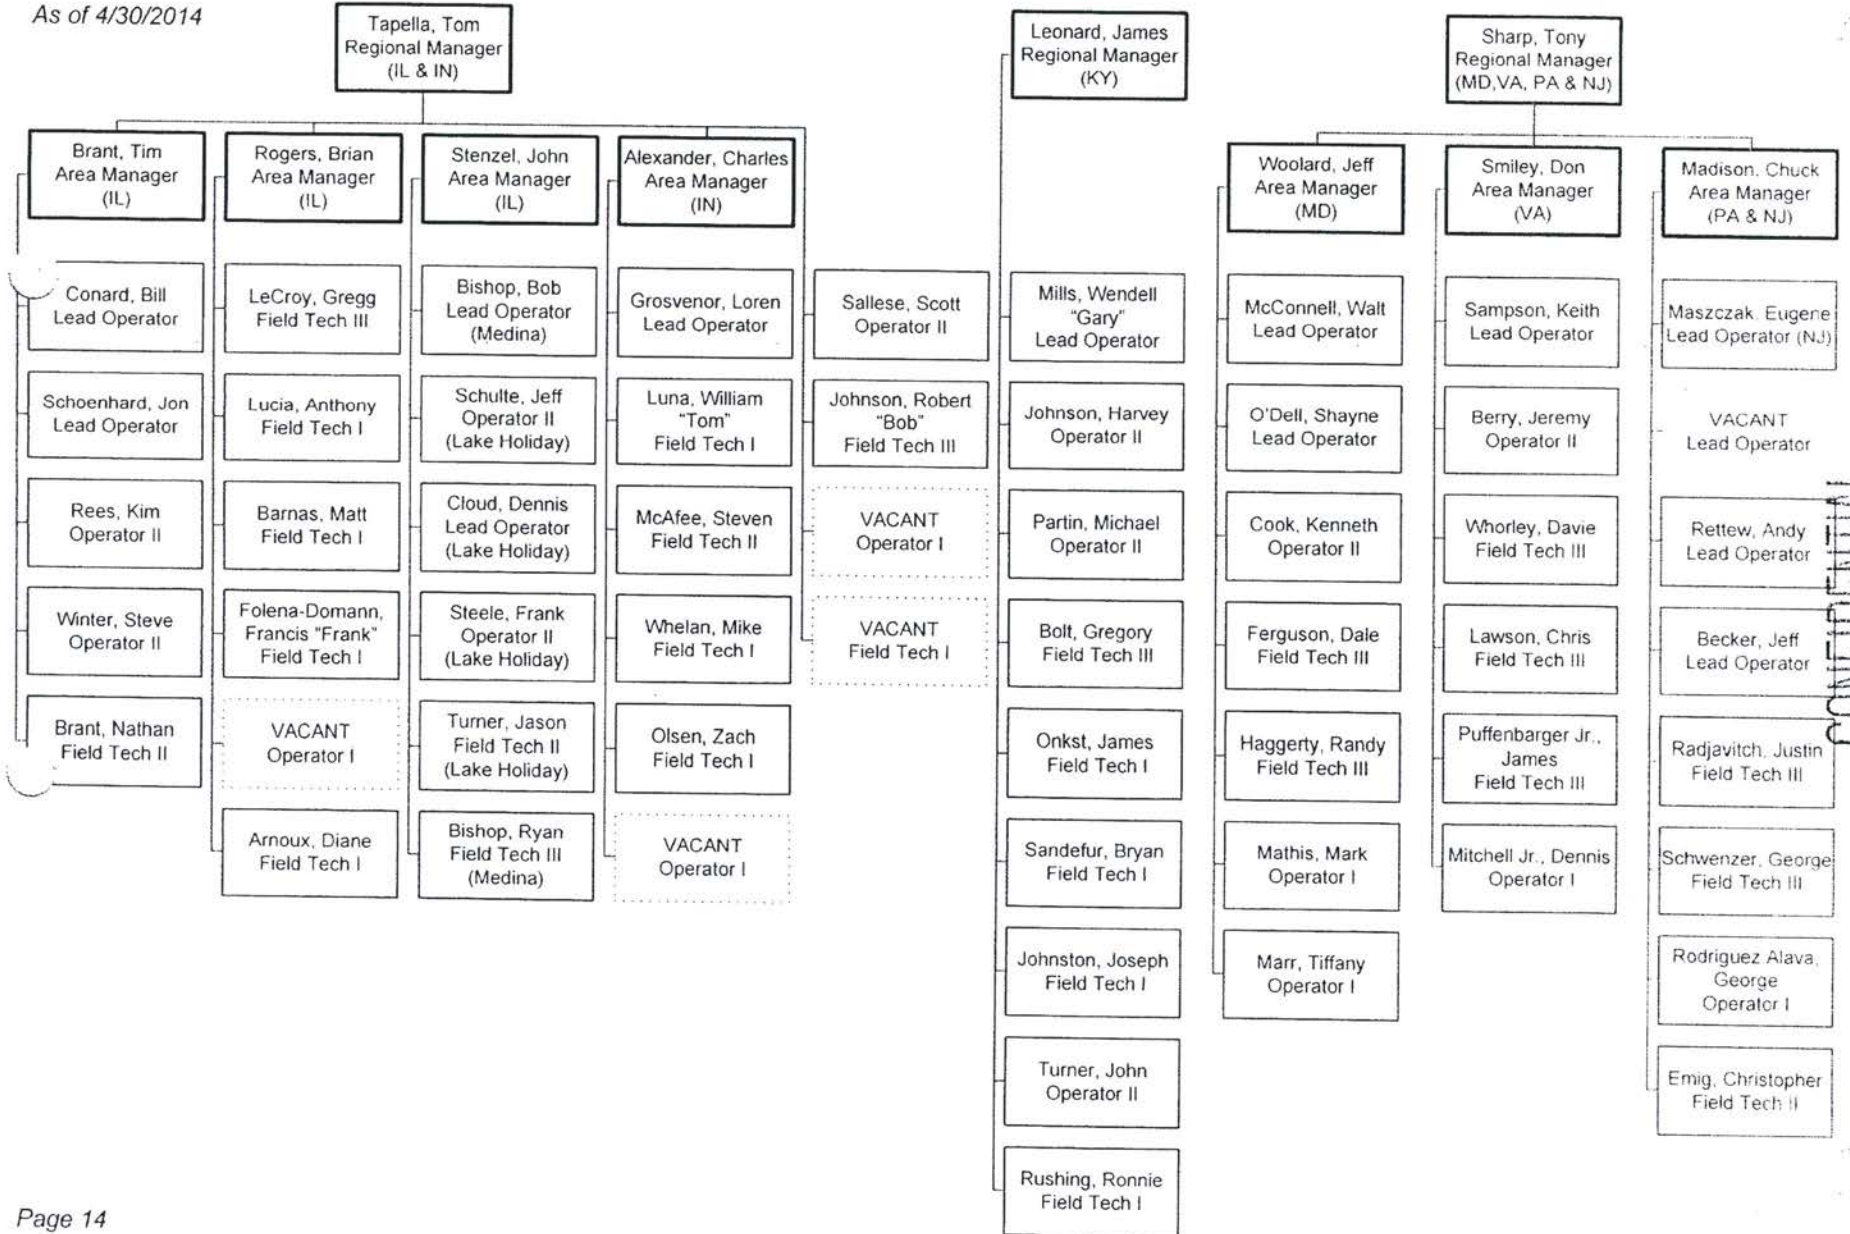 As of 4/30/2014
Tapella, Tom
Regional Manager
(IL & IN)
Brant, Tim
Area Manager
(IL)
Conard, Bill
Lead Operator
Schoenhard, Jon
Lead Operator
Rees, Kim
Operator II
Winter, Steve
Operator II
Brant, Nathan
Field Tech II
Rogers, Brian
Area Manager
(IL)
LeCroy, Gregg
Field Tech III
Lucia, Anthony
Field Tech I
Barnas, Matt
Field Tech I
Folena-Domann,
Francis "Frank"
Field Tech I
VACANT
Operator I
Arnoux, Diane
Field Tech I
Stenzel, John
Area Manager
(IL)
Bishop, Bob
Lead Operator
(Medina)
Schulte, Jeff
Operator II
(Lake Holiday)
Cloud, Dennis
Lead Operator
(Lake Holiday)
Steele, Frank
Operator II
(Lake Holiday)
Turner, Jason
Field Tech II
(Lake Holiday)
Bishop, Ryan
Field Tech III
(Medina)
Alexander, Charles
Area Manager
(IN)
Grosvenor, Loren
Lead Operator
Luna, William
"Tom"
Field Tech I
McAfee, Steven
Field Tech II
Whelan, Mike
Field Tech I
Olsen, Zach
Field Tech I
VACANT
Operator I
Sallese, Scott
Operator II
Johnson, Robert
"Bob"
Field Tech III
VACANT
Operator I
VACANT
Field Tech I
Leonard, James
Regional Manager
(KY)
Mills, Wendell
"Gary"
Lead Operator
Johnson, Harvey
Operator II
Partin, Michael
Operator II
Bolt, Gregory
Field Tech III
Onkst, James
Field Tech I
Sandefur, Bryan
Field Tech I
Johnston, Joseph
Field Tech I
Turner, John
Operator II
Rushing, Ronnie
Field Tech I
Sharp, Tony
Regional Manager
(MD,VA, PA & NJ)
Woolard, Jeff
Area Manager
(MD)
McConnell, Walt
Lead Operator
O'Dell, Shayne
Lead Operator
Cook, Kenneth
Operator II
Ferguson, Dale
Field Tech III
Haggerty, Randy
Field Tech III
Mathis, Mark
Operator I
Marr, Tiffany
Operator I
Smiley, Don
Area Manager
(VA)
Sampson, Keith
Lead Operator
Berry, Jeremy
Operator II
Whorley, Davie
Field Tech III
Lawson, Chris
Field Tech III
Puffenbarger Jr.,
James
Field Tech III
Mitchell Jr., Dennis
Operator I
Madison, Chuck
Area Manager
(PA & NJ)
Maszczak, Eugene
Lead Operator (NJ)
VACANT
Lead Operator
Rettew, Andy
Lead Operator
Becker, Jeff
Lead Operator
Radjavitch, Justin
Field Tech III
Schwenzer, George
Field Tech III
Rodriguez Alava,
George
Operator I
Emig, Christopher
Field Tech II
Page 14